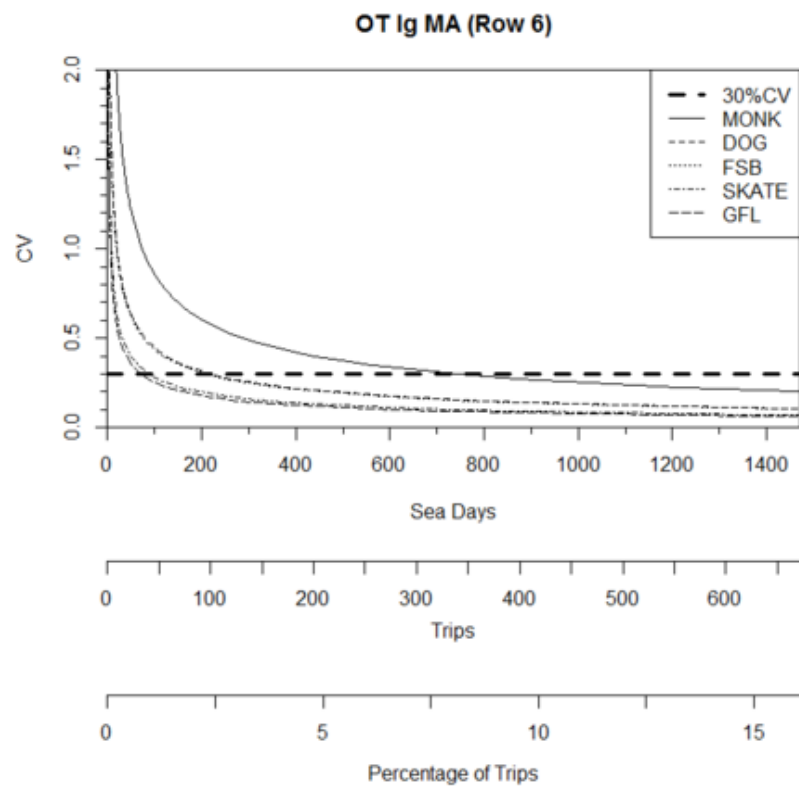 OT lg MA (Row 6)
2.0
1.5
1.0
0.5
0.0
CV
30%CV
MONK
DOG
FSB
SKATE
GFL
0 200 400 600 800 1000 1200 1400
Sea Days
0 100 200 300 400 500 600
Trips
0 5 10 15
Percentage of Trips